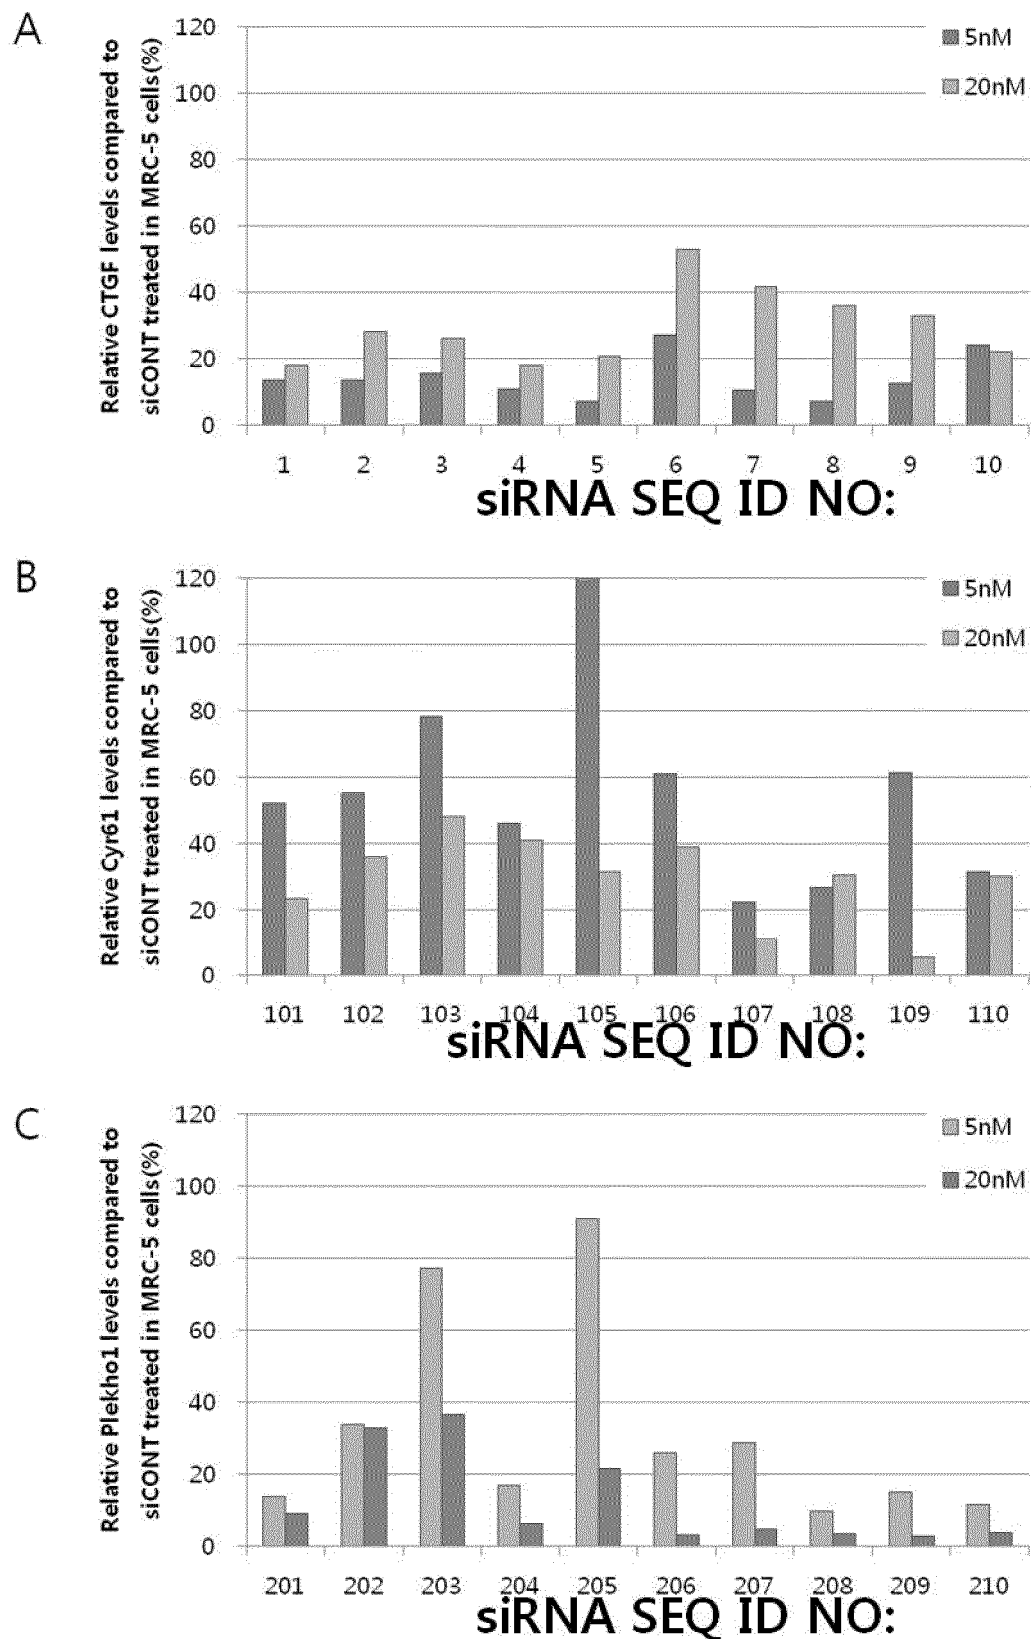 A
Relative CTGF levels compared to
siCONT treated in MRC-5 cells(%)
120
100
80
60
40
20
0
5nM
20nM
1 2 3 4 5 6 7 8 9 10
siRNA SEQ ID NO:
B
Relative Cyr61 levels compared to
siCONT treated in MRC-5 cells(%)
120
100
80
60
40
20
0
5nM
20nM
101 102 103 104 105 106 107 108 109 110
siRNA SEQ ID NO:
C
Relative Plekho1 levels compared to
siCONT treated in MRC-5 cells(%)
120
100
80
60
40
20
0
5nM
20nM
201 202 203 204 205 206 207 208 209 210
siRNA SEQ ID NO: